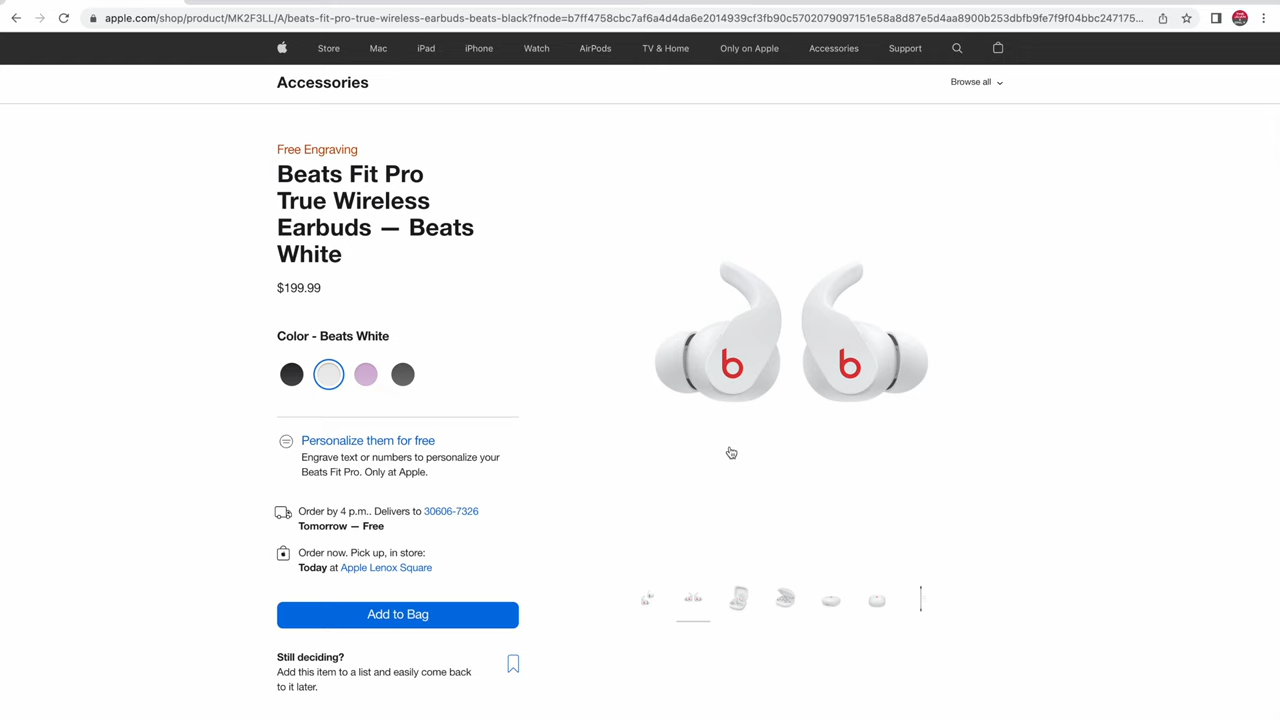 apple.com/shop/product/MK2F3LL/A/beats-fit-pro-true-wireless-earbuds-beats-black?fnode=b7ff4758cbc7af6a4d4da6e2014939cf3fb90c5702079097151e58a8d87e5d4aa8590b253dbfb9fe7f9f04bbc247175...
Store Mac iPad iPhone Watch AirPods TV & Home Only on Apple Accessories Support
Accessories
Browse all
Free Engraving
Beats Fit Pro
True Wireless
Earbuds — Beats
White
$199.99
Color - Beats White
Personalize them for free
Engrave text or numbers to personalize your
Beats Fit Pro. Only at Apple.
Order by 4 p.m.. Delivers to 30606-7326
Tomorrow — Free
Order now. Pick up, in store:
Today at Apple Lenox Square
Add to Bag
Still deciding?
Add this item to a list and easily come back
to it later.
b b